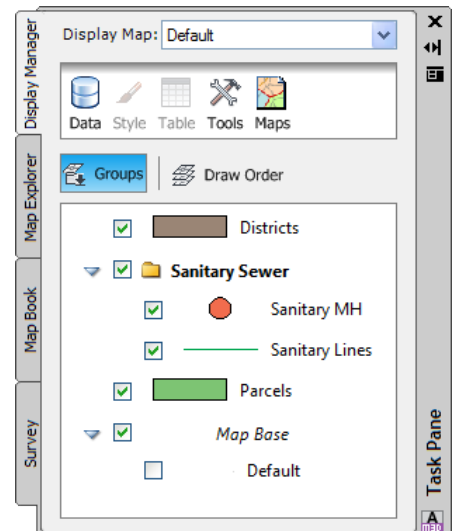 Display Manager
Map Explorer
Map Book
Survey
Display Map: Default
Data Style Table Tools Maps
Groups Draw Order
Districts
Sanitary Sewer
Sanitary MH
Sanitary Lines
Parcels
Map Base
Default
Task Pane